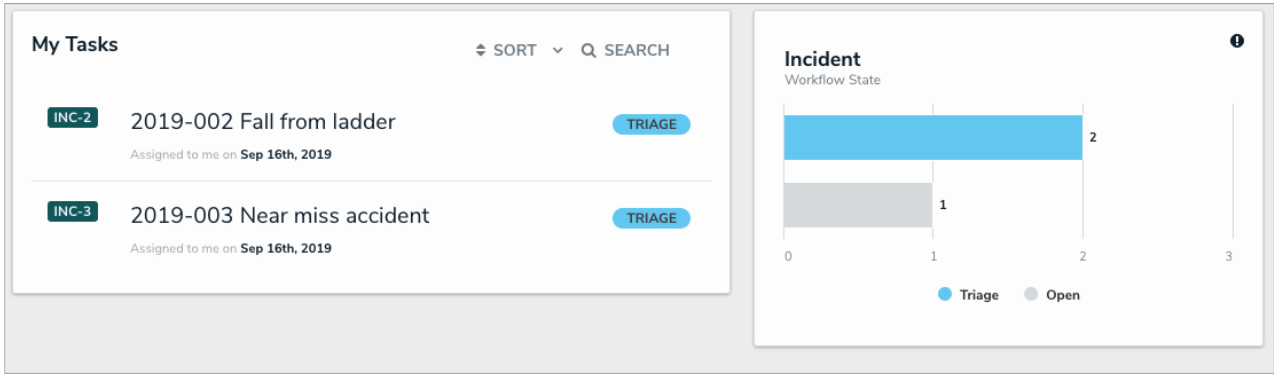 My Tasks
SORT SEARCH
INC-2 2019-002 Fall from ladder TRIAGE
Assigned to me on Sep 16th, 2019
INC-3 2019-003 Near miss accident TRIAGE
Assigned to me on Sep 16th, 2019
Incident
Workflow State
2
1
0 1 2 3
Triage Open